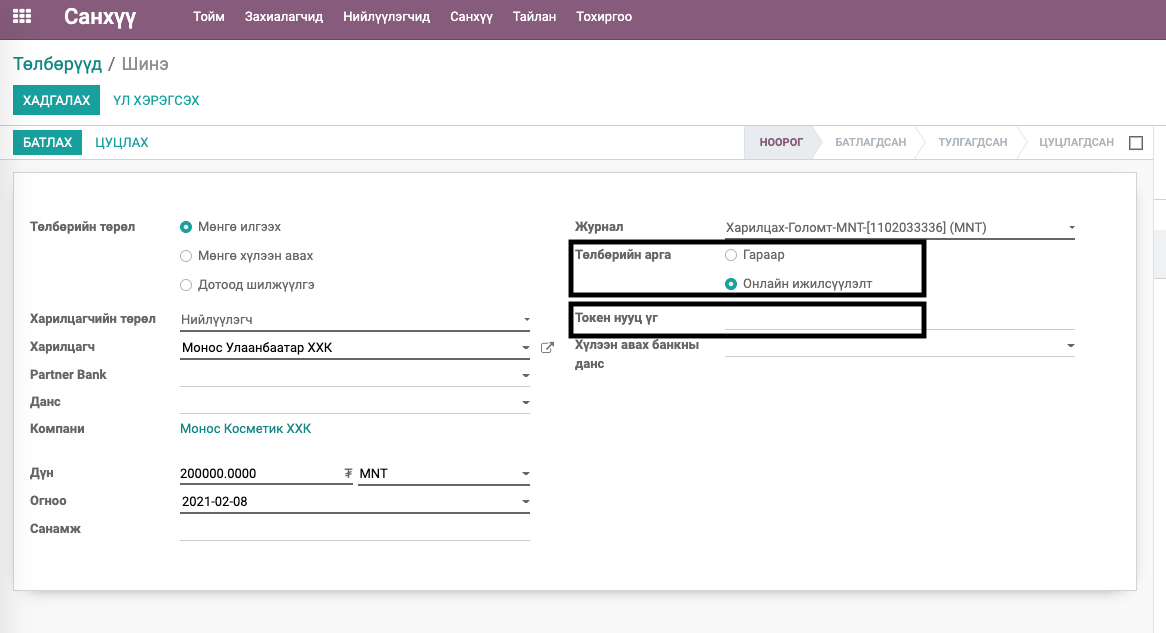 Санхүү Тойм Захиалагчид Нийлүүлэгчид Санхүү Тайлан Тохиргоо
Төлбөрүүд / Шинэ
ХАДГАЛАХ ҮЛ ХЭРЭГСЭХ
БАТЛАХ ЦУЦЛАХ НООРОГ БАТЛАГДСАН ТУЛГАГДСАН ЦУЦЛАГДСАН
Төлбөрийн төрөл Мөнгө илгээх
Мөнгө хүлээн авах
Дотоод шилжүүлгэ
Харилцагчийн төрөл Нийлүүлэгч
Харилцагч Монос Улаанбаатар ХХК
Partner Bank
Данс
Компани Монос Косметик ХХК
Дүн 200000.0000 ₮ MNT
Огноо 2021-02-08
Санамж
Журнал Харилцах-Голомт-MNT-[1102033336] (MNT)
Төлбөрийн арга Гараар
Онлайн ижилсүүлэлт
Токен нууц үг
Хүлээн авах банкны
данс